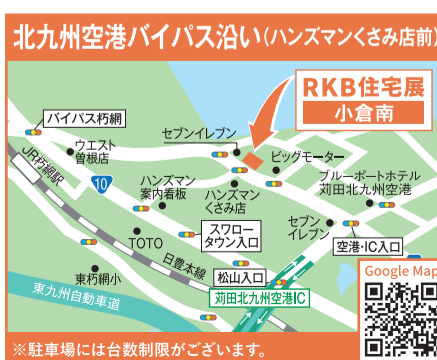 北九州空港バイパス沿い(ハンズマンくさみ店前)
RKB住宅展
小倉南
バイパス朽網
ウエスト
曽根店
セブンイレブン
ビッグモーター
JR朽網駅
10
ハンズマン
案内看板
ハンズマン
くさみ店
ブルーポートホテル
苅田北九州空港
スワロー
タウン入口
セブン
イレブン
TOTO
空港・IC入口
日豊本線
松山入口
東朽網小
苅田北九州空港IC
東九州自動車道
Google Map
※駐車場には台数制限がございます。